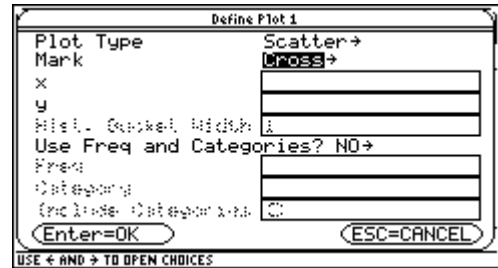 Define Plot 1
Plot Type Scatter→
Mark Cross→
x
y
Hist. Bucket Width 1
Use Freq and Categories? NO→
Freq
Category
Include Categories {}
Enter=OK ESC=CANCEL
USE ← AND → TO OPEN CHOICES